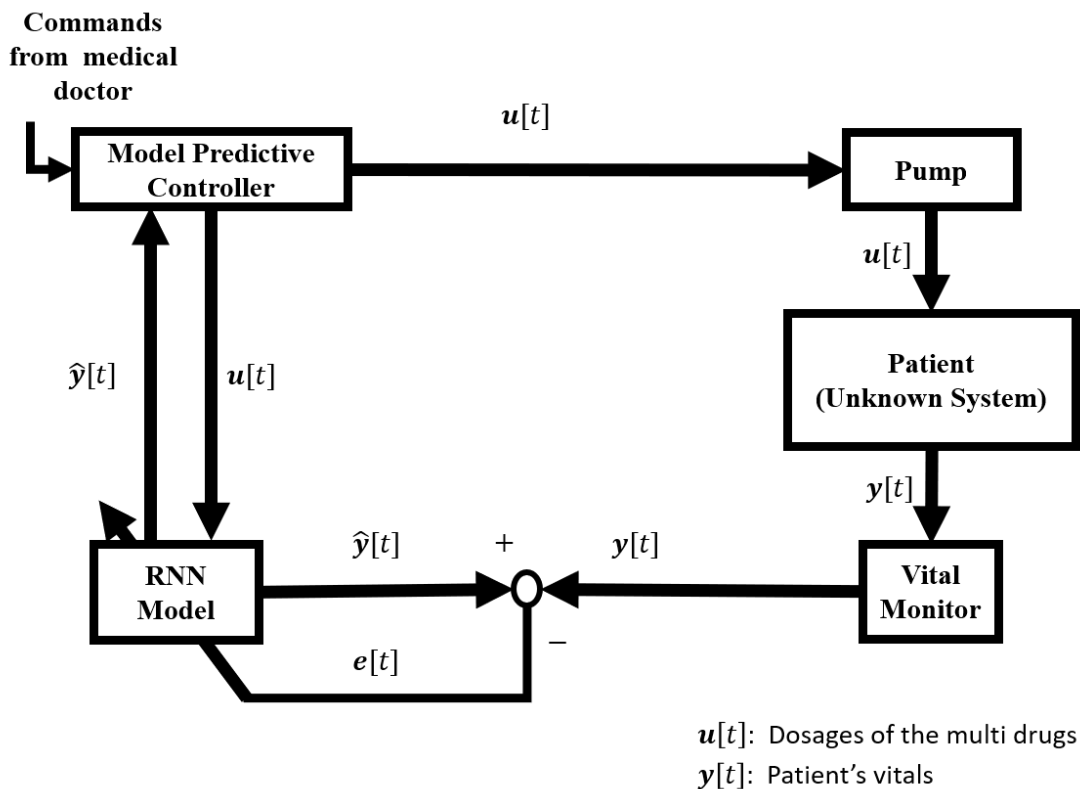 Commands
from medical
doctor
u[t]
Model Predictive
Controller
Pump
u[t]
ŷ[t]
u[t]
Patient
(Unknown System)
y[t]
ŷ[t]
+
y[t]
RNN
Model
Vital
Monitor
−
e[t]
u[t]: Dosages of the multi drugs
y[t]: Patient’s vitals